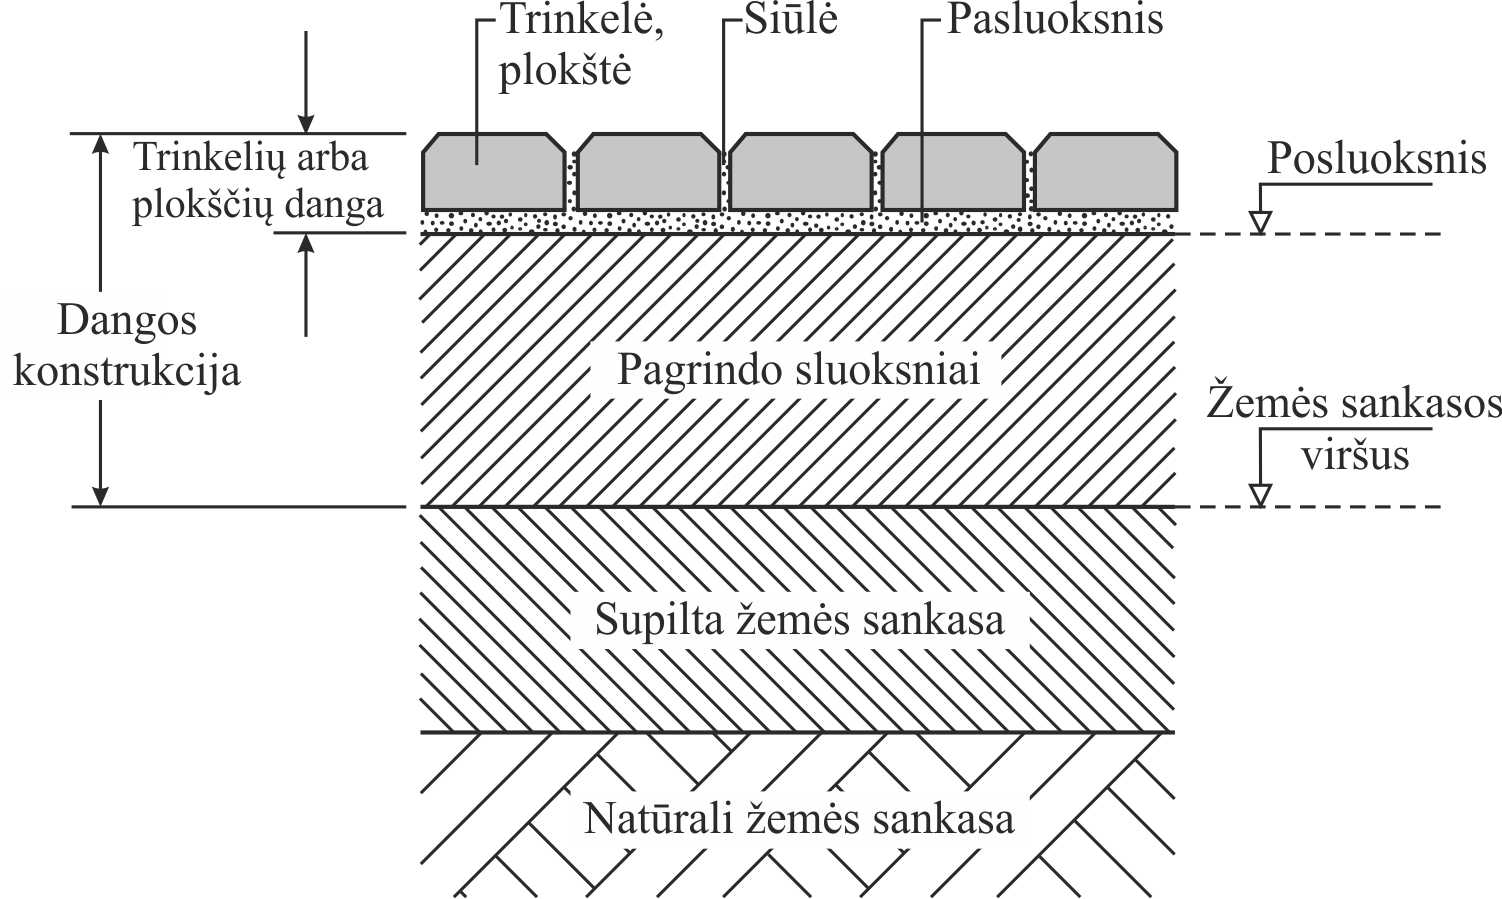 Trinkelė,
plokštė
Siūlė
Pasluoksnis
Trinkelių arba
plokščių danga
Posluoksnis
Dangos
konstrukcija
Pagrindo sluoksniai
Žemės sankasos
viršus
Supilta žemės sankasa
Natūrali žemės sankasa